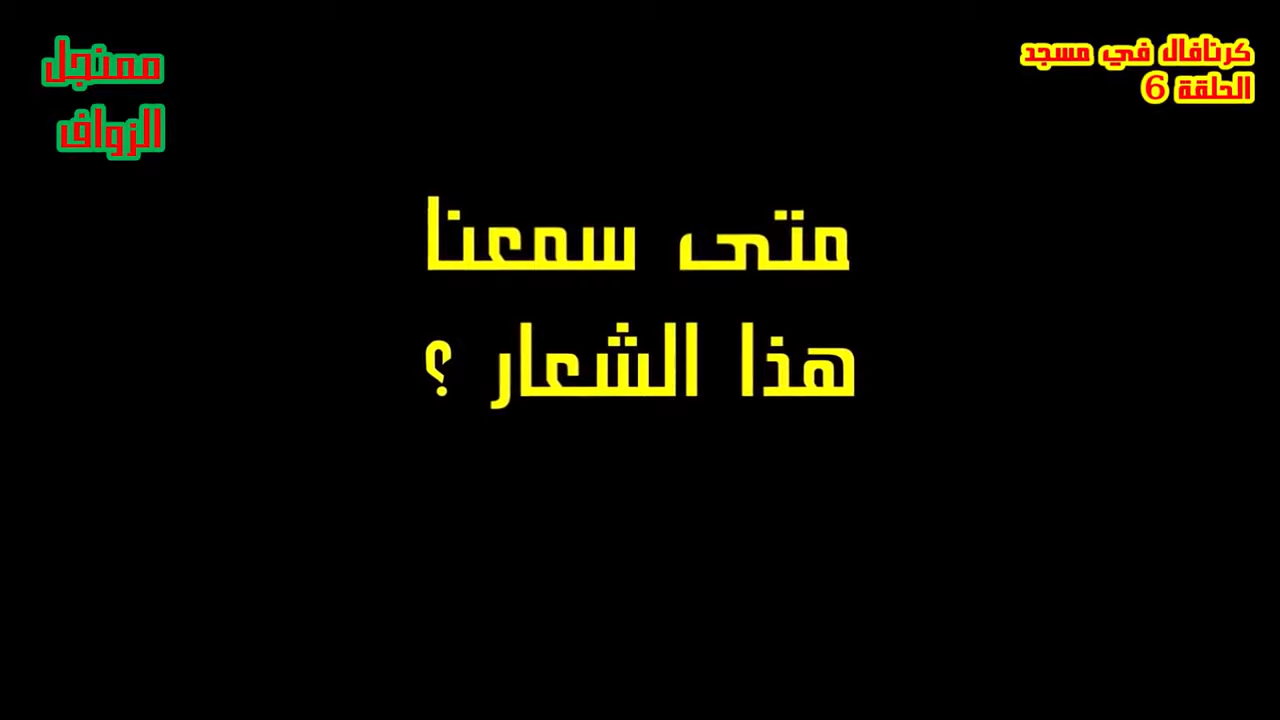 كرنافال في مسجد
الحلقة 6
ممنجل
الزواف
متى سمعنا
هذا الشعار ؟